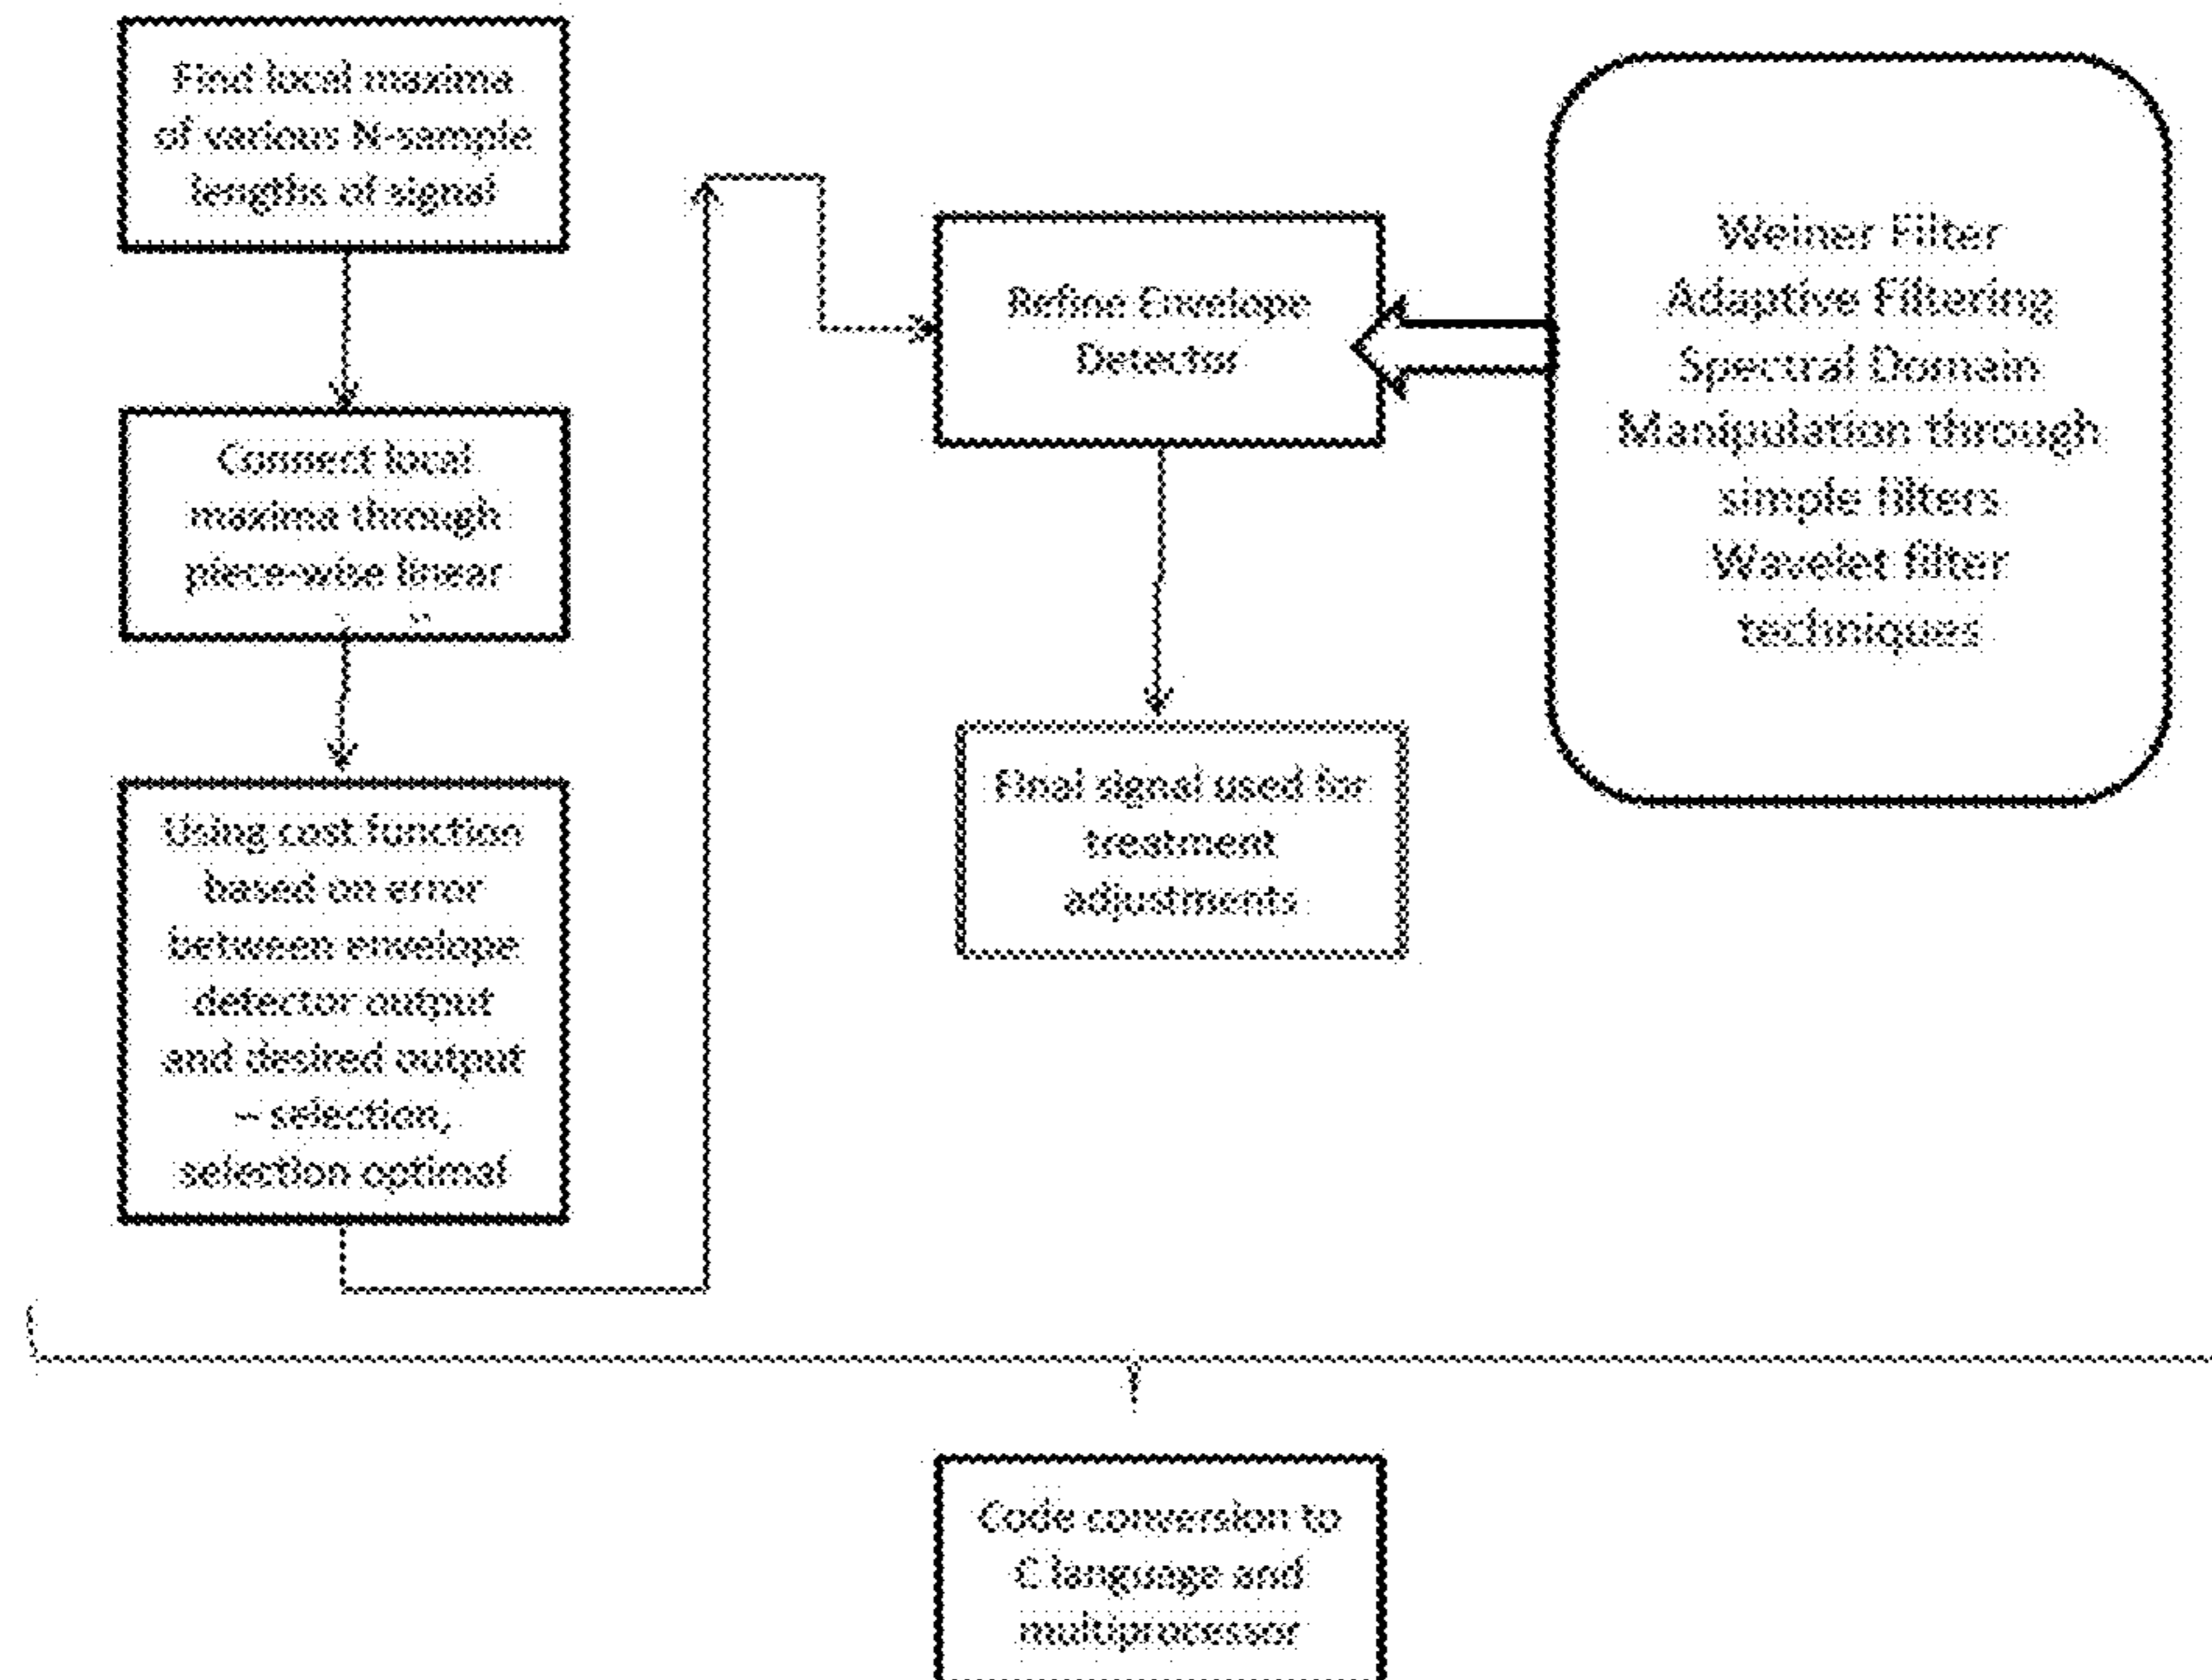 Find local maxima
of various N-sample
lengths of signal
Connect local
maxima through
piece-wise linear
Using cost function
based on error
between envelope
detector output
and desired output
– selection,
selection optimal
Refine Envelope
Detector
Final signal used for
treatment
adjustments
Weiner Filter
Adaptive Filtering
Spectral Domain
Manipulation through
simple filters
Wavelet filter
techniques
Code conversion to
C language and
multiprocessor